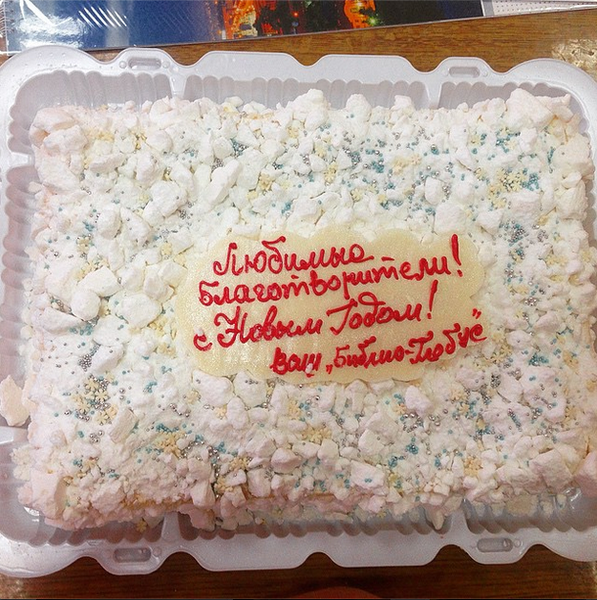 Любимые
благотворители!
с Новым Годом!
ваш „Библио-Глобус"